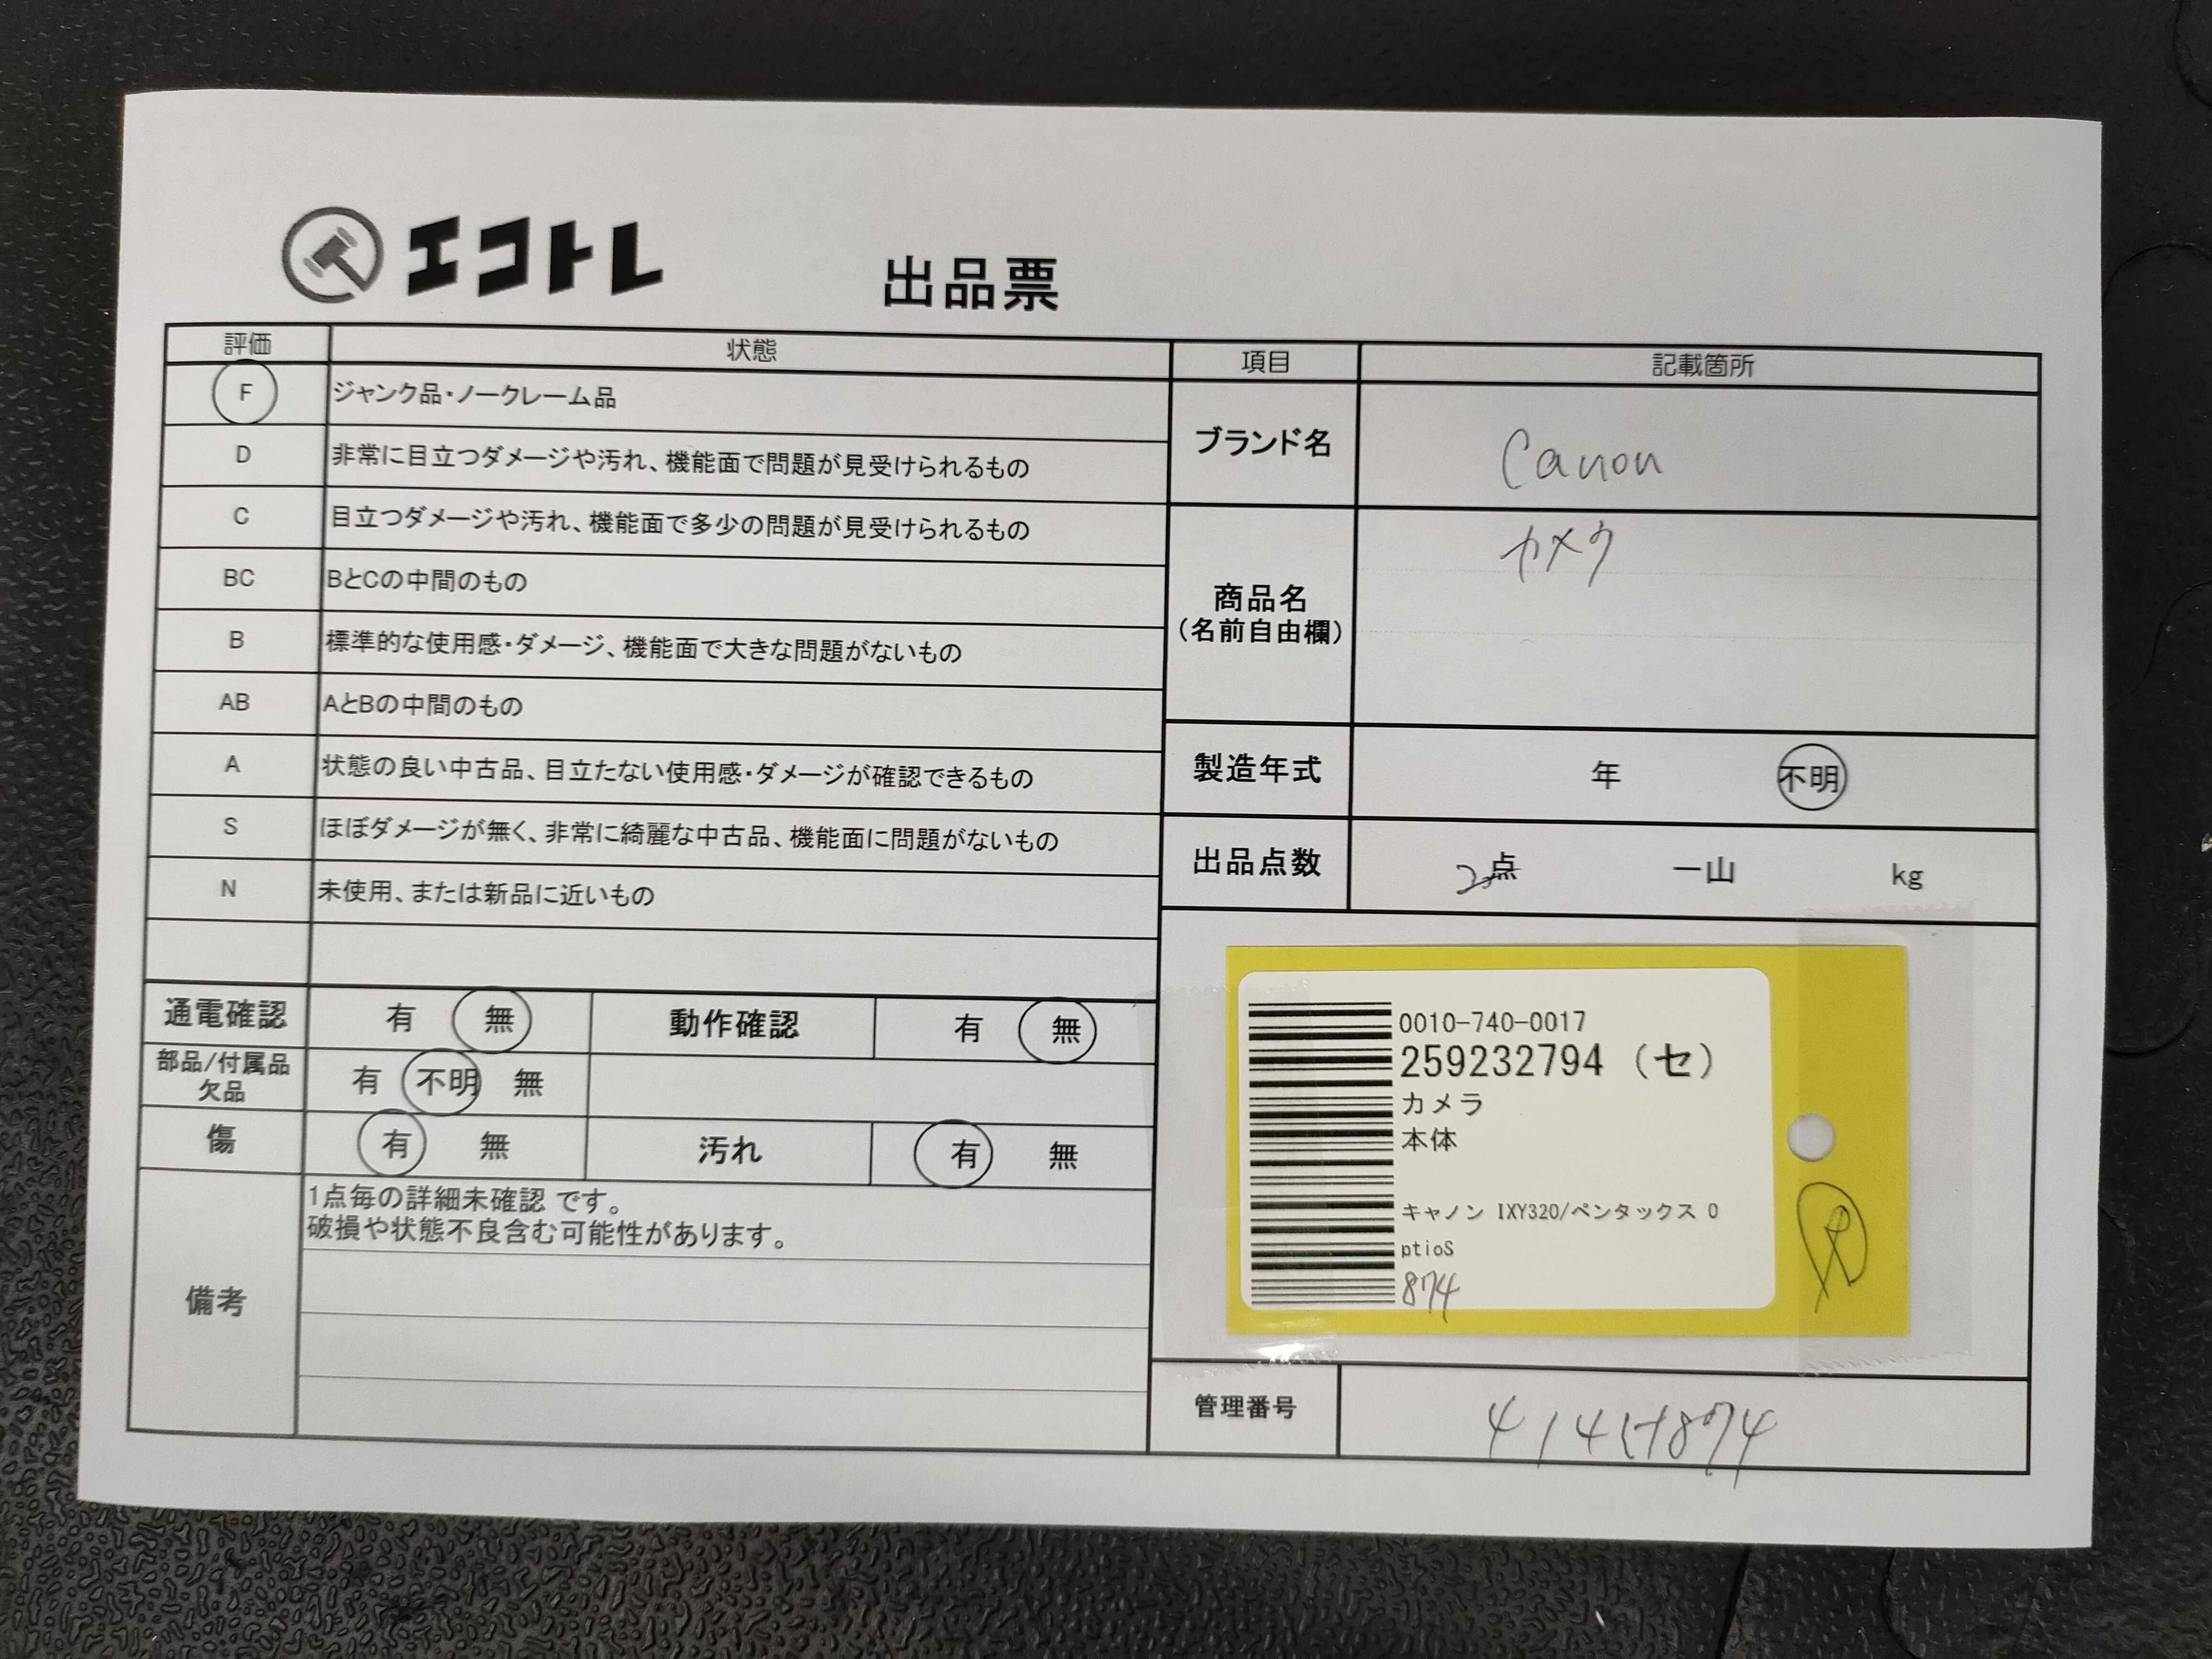 エコトレ
出品票
評価 状態
F ジャンク品・ノークレーム品
D 非常に目立つダメージや汚れ、機能面で問題が見受けられるもの
C 目立つダメージや汚れ、機能面で多少の問題が見受けられるもの
BC BとCの中間のもの
B 標準的な使用感・ダメージ、機能面で大きな問題がないもの
AB AとBの中間のもの
A 状態の良い中古品、目立たない使用感・ダメージが確認できるもの
S ほぼダメージが無く、非常に綺麗な中古品、機能面に問題がないもの
N 未使用、または新品に近いもの
通電確認 有 無 動作確認 有 無
部品/付属品 有 不明 無
欠品
傷 有 無 汚れ 有 無
備考
1点毎の詳細未確認 です。
破損や状態不良含む可能性があります。
項目 記載箇所
ブランド名 Canon
商品名 カメラ
(名前自由欄)
製造年式 年 不明
出品点数 2点 一山 kg
0010-740-0017
259232794 (セ)
カメラ
本体
キャノン IXY320/ペンタックス O
ptioS
874
管理番号